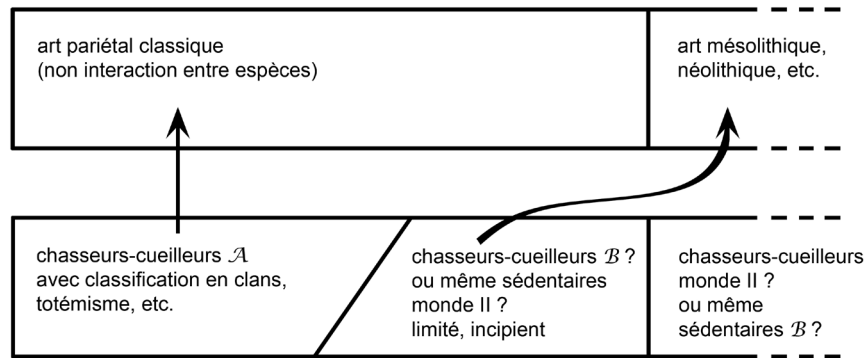 art pariétal classique
(non interaction entre espèces)
art mésolithique,
néolithique, etc.
chasseurs-cueilleurs 𝒜
avec classification en clans,
totémisme, etc.
chasseurs-cueilleurs ℬ ?
ou même sédentaires
monde II ?
limité, incipient
chasseurs-cueilleurs
monde II ?
ou même
sédentaires ℬ ?